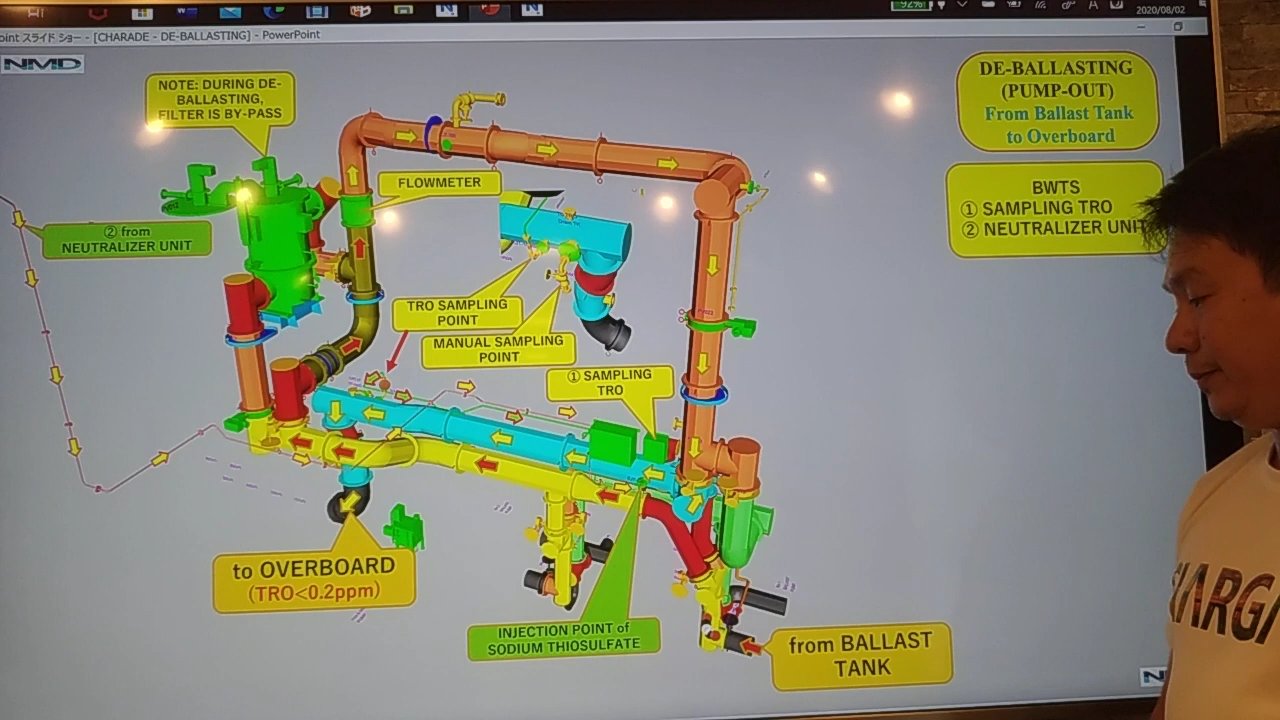 92%
2020/08/02
oint スライド ショー - [CHARADE - DE-BALLASTING] - PowerPoint
NMD
NOTE: DURING DE-
BALLASTING,
FILTER IS BY-PASS
DE-BALLASTING
(PUMP-OUT)
From Ballast Tank
to Overboard
FLOWMETER
BWTS
① SAMPLING TRO
② NEUTRALIZER UNIT
② from
NEUTRALIZER UNIT
TRO SAMPLING
POINT
MANUAL SAMPLING
POINT
① SAMPLING
TRO
to OVERBOARD
(TRO<0.2ppm)
INJECTION POINT of
SODIUM THIOSULFATE
from BALLAST
TANK